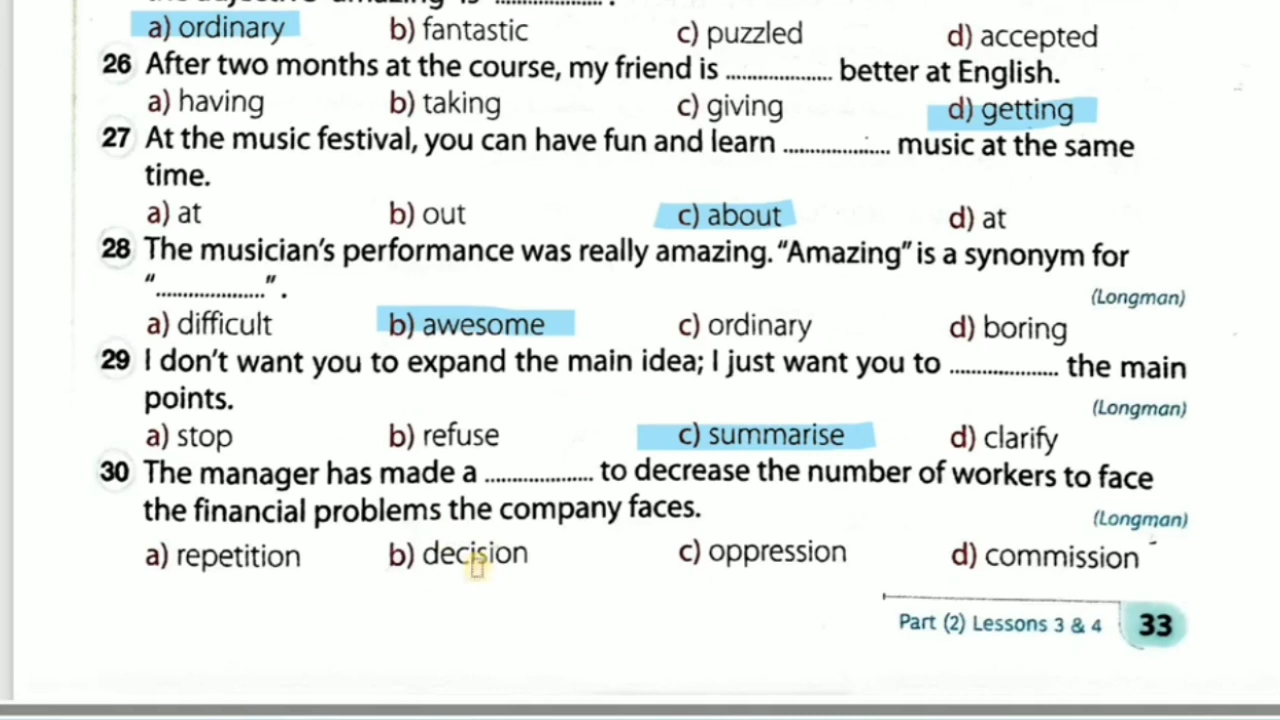 a) ordinary b) fantastic c) puzzled d) accepted
26 After two months at the course, my friend is .................... better at English.
a) having b) taking c) giving d) getting
27 At the music festival, you can have fun and learn .................... music at the same
time.
a) at b) out c) about d) at
28 The musician's performance was really amazing. "Amazing" is a synonym for
"....................." .
(Longman)
a) difficult b) awesome c) ordinary d) boring
29 I don't want you to expand the main idea; I just want you to .................... the main
points.
(Longman)
a) stop b) refuse c) summarise d) clarify
30 The manager has made a .................... to decrease the number of workers to face
the financial problems the company faces.
(Longman)
a) repetition b) decision c) oppression d) commission
Part (2) Lessons 3 & 4 33